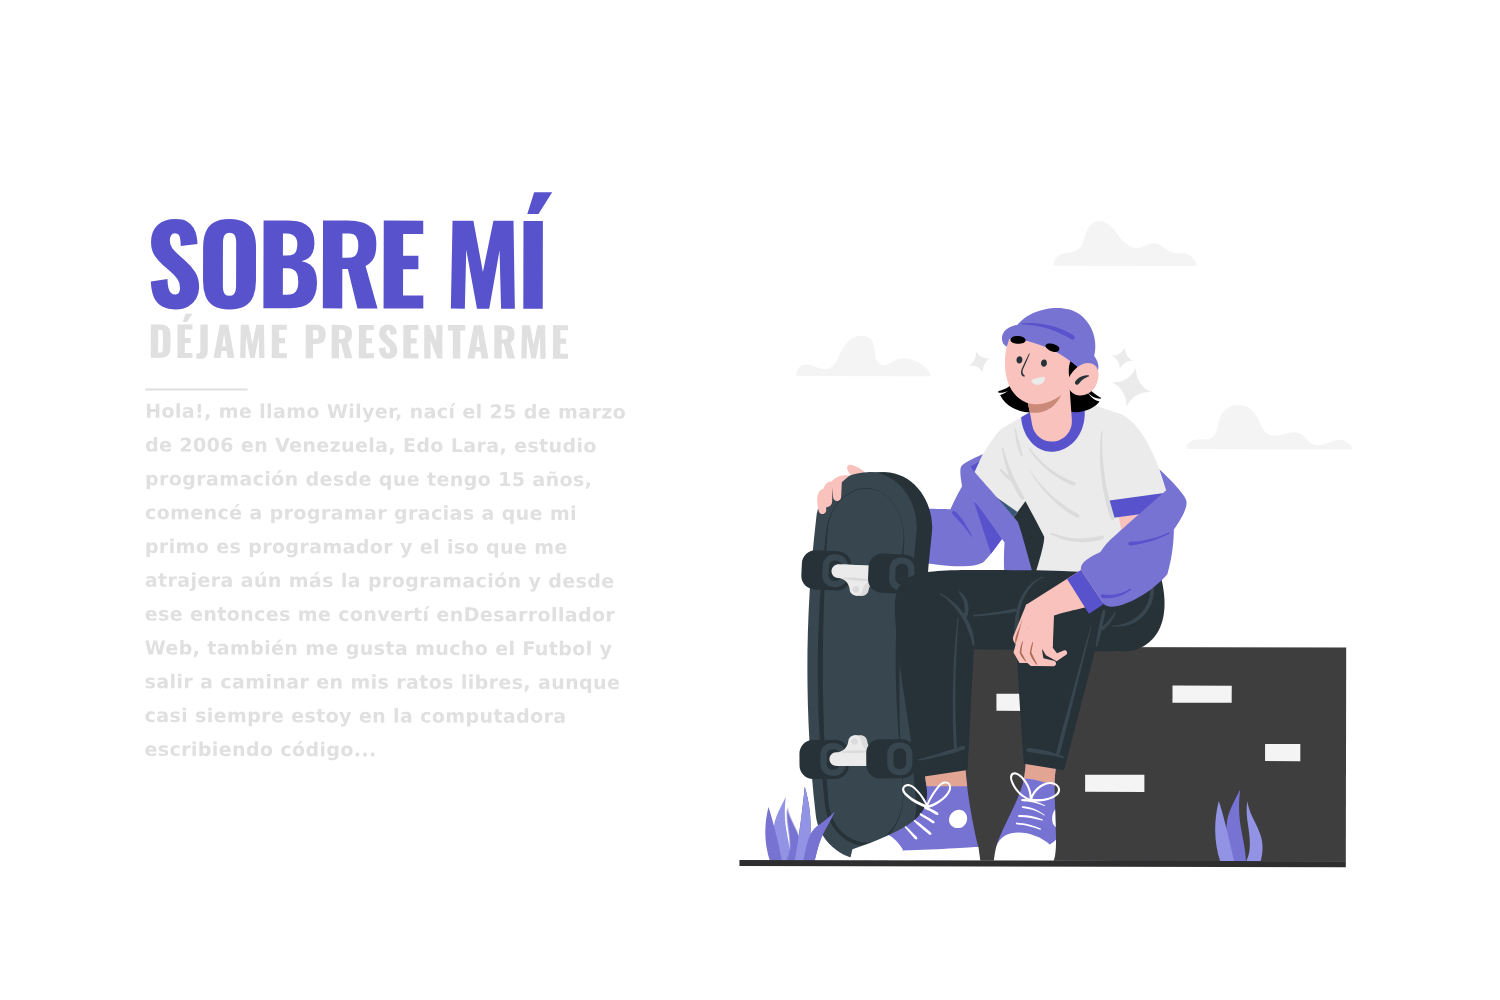 SOBRE MÍ
DÉJAME PRESENTARME
Hola!, me llamo Wilyer, nací el 25 de marzo
de 2006 en Venezuela, Edo Lara, estudio
programación desde que tengo 15 años,
comencé a programar gracias a que mi
primo es programador y el iso que me
atrajera aún más la programación y desde
ese entonces me convertí enDesarrollador
Web, también me gusta mucho el Futbol y
salir a caminar en mis ratos libres, aunque
casi siempre estoy en la computadora
escribiendo código...